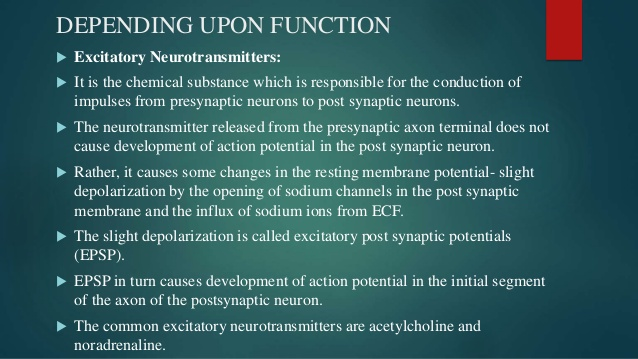 DEPENDING UPON FUNCTION
Excitatory Neurotransmitters:
It is the chemical substance which is responsible for the conduction of
impulses from presynaptic neurons to post synaptic neurons.
The neurotransmitter released from the presynaptic axon terminal does not
cause development of action potential in the post synaptic neuron.
Rather, it causes some changes in the resting membrane potential- slight
depolarization by the opening of sodium channels in the post synaptic
membrane and the influx of sodium ions from ECF.
The slight depolarization is called excitatory post synaptic potentials
(EPSP).
EPSP in turn causes development of action potential in the initial segment
of the axon of the postsynaptic neuron.
The common excitatory neurotransmitters are acetylcholine and
noradrenaline.